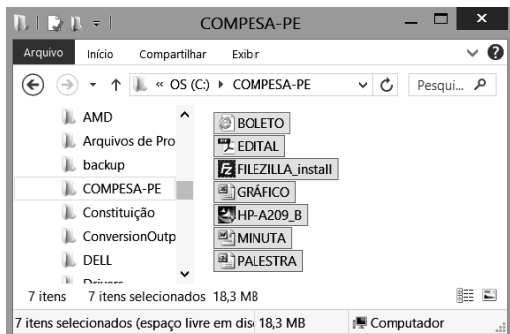 COMPESA-PE
Arquivo Início Compartilhar Exibr
« OS (C:) COMPESA-PE Pesqui...
AMD
Arquivos de Pro
backup
COMPESA-PE
Constituição
ConversionOutp
DELL
Drivers
BOLETO
EDITAL
FILEZILLA_install
GRÁFICO
HP-A209_B
MINUTA
PALESTRA
7 itens 7 itens selecionados 18,3 MB
7 itens selecionados (espaço livre em dis 18,3 MB Computador